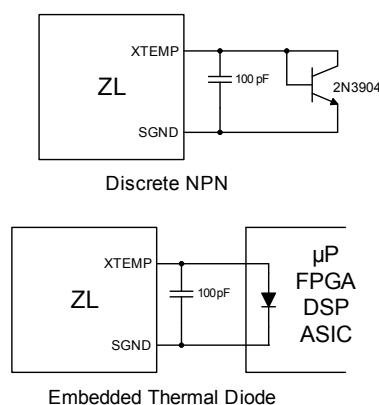 XTEMP
ZL
100 pF
2N3904
SGND
Discrete NPN
XTEMP
ZL
100pF
SGND
µP
FPGA
DSP
ASIC
Embedded Thermal Diode